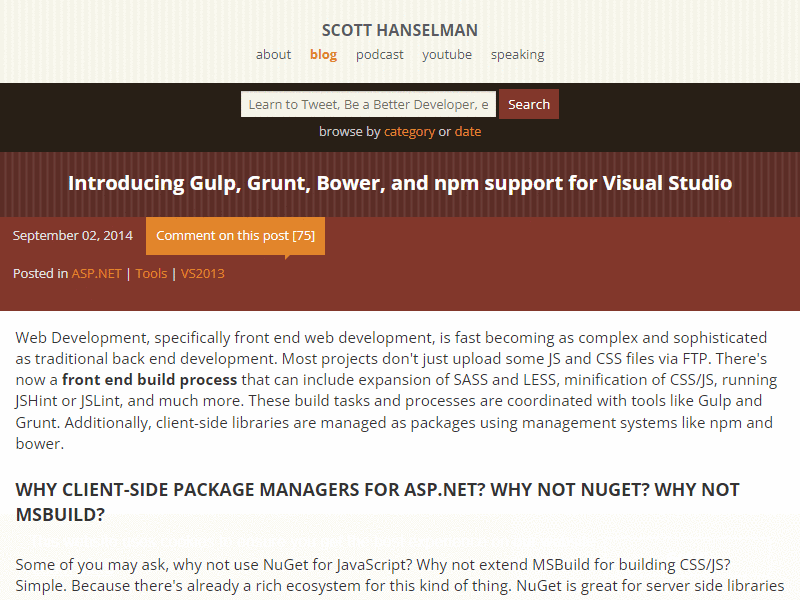 SCOTT HANSELMAN
about blog podcast youtube speaking
Learn to Tweet, Be a Better Developer, e Search
browse by category or date
Introducing Gulp, Grunt, Bower, and npm support for Visual Studio
September 02, 2014 Comment on this post [75]
Posted in ASP.NET | Tools | VS2013
Web Development, specifically front end web development, is fast becoming as complex and sophisticated
as traditional back end development. Most projects don't just upload some JS and CSS files via FTP. There's
now a front end build process that can include expansion of SASS and LESS, minification of CSS/JS, running
JSHint or JSLint, and much more. These build tasks and processes are coordinated with tools like Gulp and
Grunt. Additionally, client-side libraries are managed as packages using management systems like npm and
bower.
WHY CLIENT-SIDE PACKAGE MANAGERS FOR ASP.NET? WHY NOT NUGET? WHY NOT
MSBUILD?
Some of you may ask, why not use NuGet for JavaScript? Why not extend MSBuild for building CSS/JS?
Simple. Because there's already a rich ecosystem for this kind of thing. NuGet is great for server side libraries